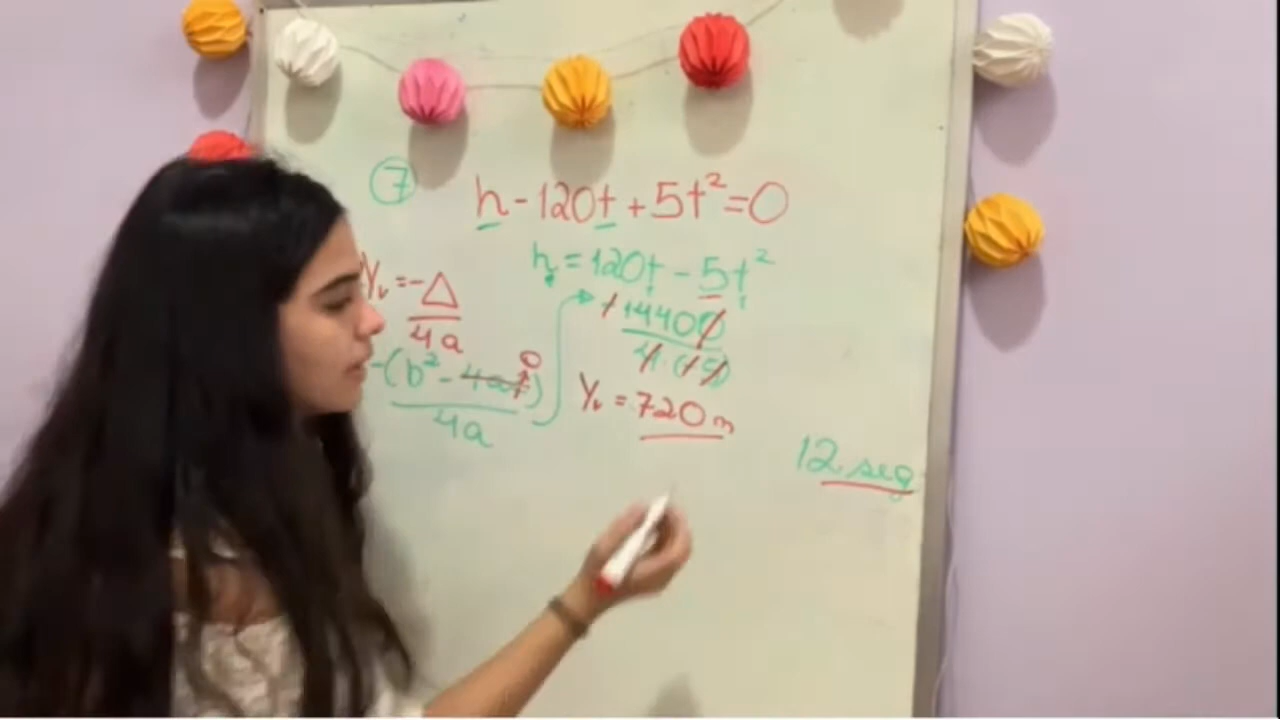 7
h - 120t + 5t² = 0
h = 120t - 5t²
Yᵥ = -Δ
4a
-(b² - 4ac)
4a
14400
4.(5)
Yᵥ = 720 m
12 seg